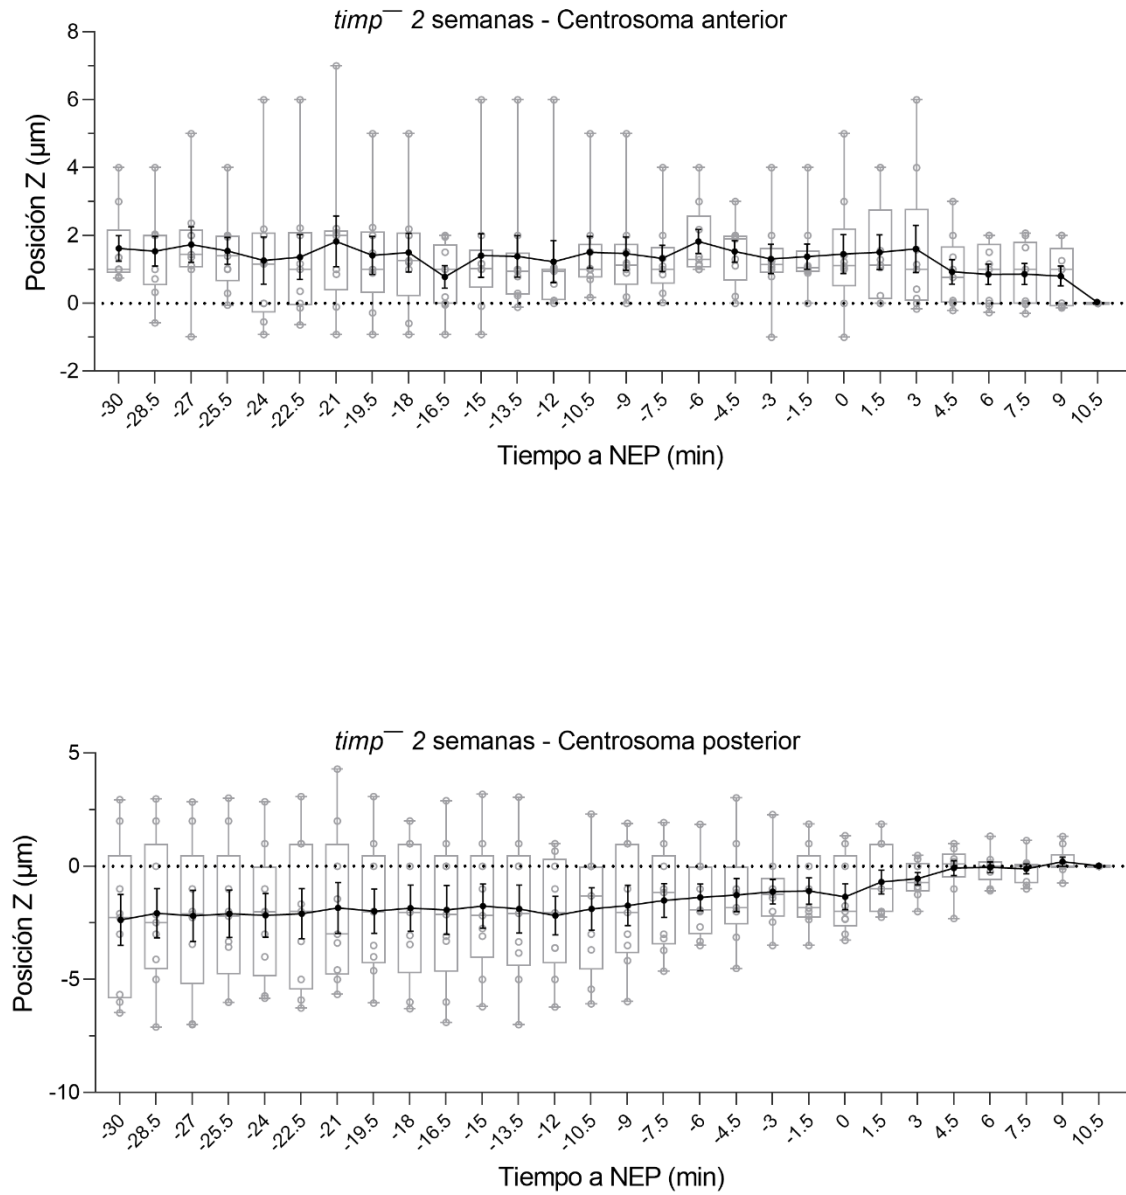 timp¯ 2 semanas - Centrosoma anterior
8
6
4
2
0
-2
Posición Z (µm)
-30 -28.5 -27 -25.5 -24 -22.5 -21 -19.5 -18 -16.5 -15 -13.5 -12 -10.5 -9 -7.5 -6 -4.5 -3 -1.5 0 1.5 3 4.5 6 7.5 9 10.5
Tiempo a NEP (min)
timp¯ 2 semanas - Centrosoma posterior
5
0
-5
-10
Posición Z (µm)
-30 -28.5 -27 -25.5 -24 -22.5 -21 -19.5 -18 -16.5 -15 -13.5 -12 -10.5 -9 -7.5 -6 -4.5 -3 -1.5 0 1.5 3 4.5 6 7.5 9 10.5
Tiempo a NEP (min)